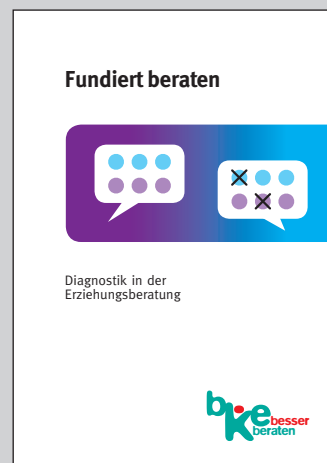 Fundiert beraten
Diagnostik in der
Erziehungsberatung
bke besser
beraten